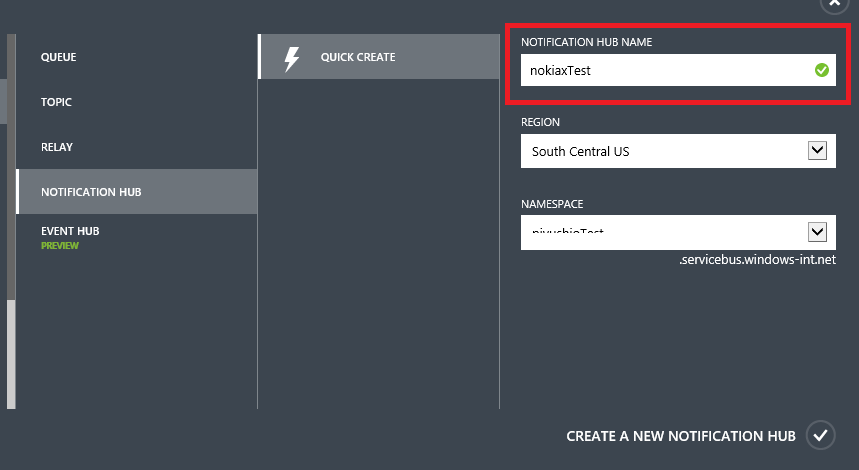 QUEUE
TOPIC
RELAY
NOTIFICATION HUB
EVENT HUB
PREVIEW
QUICK CREATE
NOTIFICATION HUB NAME
nokiaxTest
REGION
South Central US
NAMESPACE
.servicebus.windows-int.net
CREATE A NEW NOTIFICATION HUB